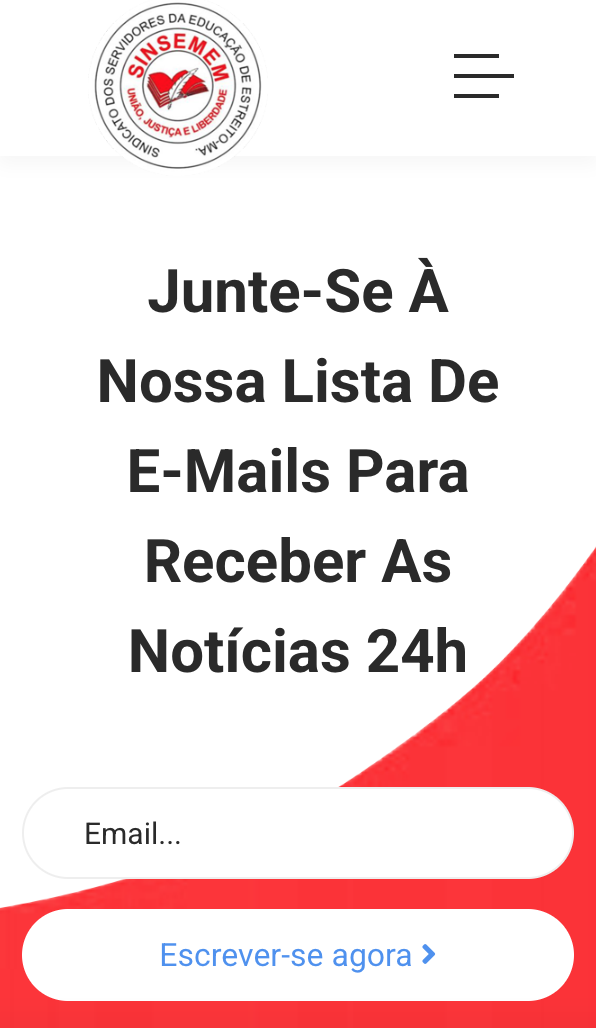 SINDICATO DOS SERVIDORES DA EDUCAÇÃO DE ESTREITO-MA.
SINSEMEM
UNIÃO, JUSTIÇA E LIBERDADE
Junte-Se À
Nossa Lista De
E-Mails Para
Receber As
Notícias 24h
Email...
Escrever-se agora